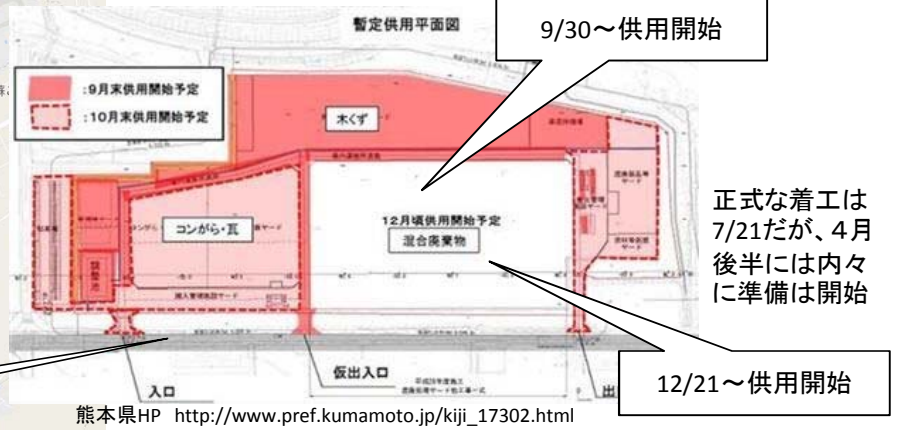 暫定供用平面図
9/30～供用開始
:9月末供用開始予定
:10月末供用開始予定
木くず
コンがら・瓦
12月頃供用開始予定
混合廃棄物
正式な着工は
7/21だが、4月
後半には内々
に準備は開始
入口
仮出入口
12/21～供用開始
熊本県HP http://www.pref.kumamoto.jp/kiji_17302.html